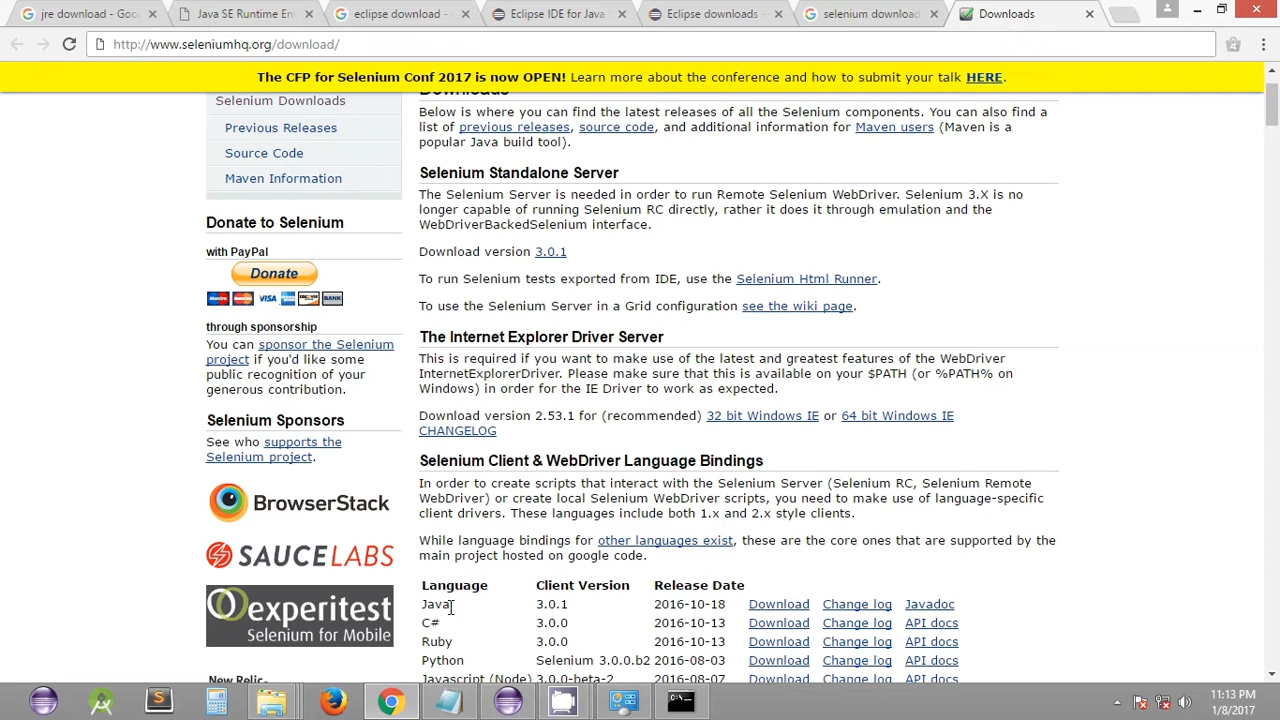 jre download - Goo
Java SE Runtime En
eclipse download -
Eclipse IDE for Java
Eclipse downloads -
selenium download
Downloads
http://www.seleniumhq.org/download/
The CFP for Selenium Conf 2017 is now OPEN! Learn more about the conference and how to submit your talk HERE.
Selenium Downloads
Previous Releases
Source Code
Maven Information
Donate to Selenium
with PayPal
Donate
VISA
BANK
through sponsorship
You can sponsor the Selenium
project if you'd like some
public recognition of your
generous contribution.
Selenium Sponsors
See who supports the
Selenium project.
BrowserStack
SAUCELABS
experitest
Selenium for Mobile
New Relic
Downloads
Below is where you can find the latest releases of all the Selenium components. You can also find a
list of previous releases, source code, and additional information for Maven users (Maven is a
popular Java build tool).
Selenium Standalone Server
The Selenium Server is needed in order to run Remote Selenium WebDriver. Selenium 3.X is no
longer capable of running Selenium RC directly, rather it does it through emulation and the
WebDriverBackedSelenium interface.
Download version 3.0.1
To run Selenium tests exported from IDE, use the Selenium Html Runner.
To use the Selenium Server in a Grid configuration see the wiki page.
The Internet Explorer Driver Server
This is required if you want to make use of the latest and greatest features of the WebDriver
InternetExplorerDriver. Please make sure that this is available on your $PATH (or %PATH% on
Windows) in order for the IE Driver to work as expected.
Download version 2.53.1 for (recommended) 32 bit Windows IE or 64 bit Windows IE
CHANGELOG
Selenium Client & WebDriver Language Bindings
In order to create scripts that interact with the Selenium Server (Selenium RC, Selenium Remote
WebDriver) or create local Selenium WebDriver scripts, you need to make use of language-specific
client drivers. These languages include both 1.x and 2.x style clients.
While language bindings for other languages exist, these are the core ones that are supported by the
main project hosted on google code.
Language Client Version Release Date
Java 3.0.1 2016-10-18 Download Change log Javadoc
C# 3.0.0 2016-10-13 Download Change log API docs
Ruby 3.0.0 2016-10-13 Download Change log API docs
Python Selenium 3.0.0.b2 2016-08-03 Download Change log API docs
Javascript (Node) 3.0.0-beta-2 2016-08-07 Download Change log API docs
11:13 PM
1/8/2017